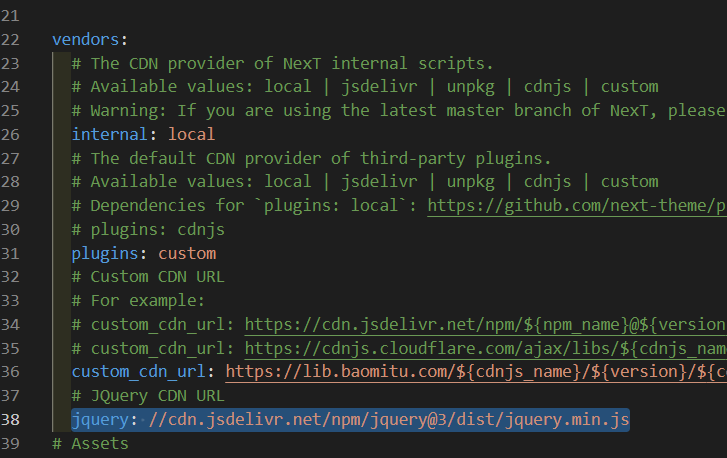 21
22 vendors:
23 # The CDN provider of NexT internal scripts.
24 # Available values: local | jsdelivr | unpkg | cdnjs | custom
25 # Warning: If you are using the latest master branch of NexT, please
26 internal: local
27 # The default CDN provider of third-party plugins.
28 # Available values: local | jsdelivr | unpkg | cdnjs | custom
29 # Dependencies for `plugins: local`: https://github.com/next-theme/p
30 # plugins: cdnjs
31 plugins: custom
32 # Custom CDN URL
33 # For example:
34 # custom_cdn_url: https://cdn.jsdelivr.net/npm/${npm_name}@${version
35 # custom_cdn_url: https://cdnjs.cloudflare.com/ajax/libs/${cdnjs_nam
36 custom_cdn_url: https://lib.baomitu.com/${cdnjs_name}/${version}/${c
37 # JQuery CDN URL
38 jquery: //cdn.jsdelivr.net/npm/jquery@3/dist/jquery.min.js
39 # Assets